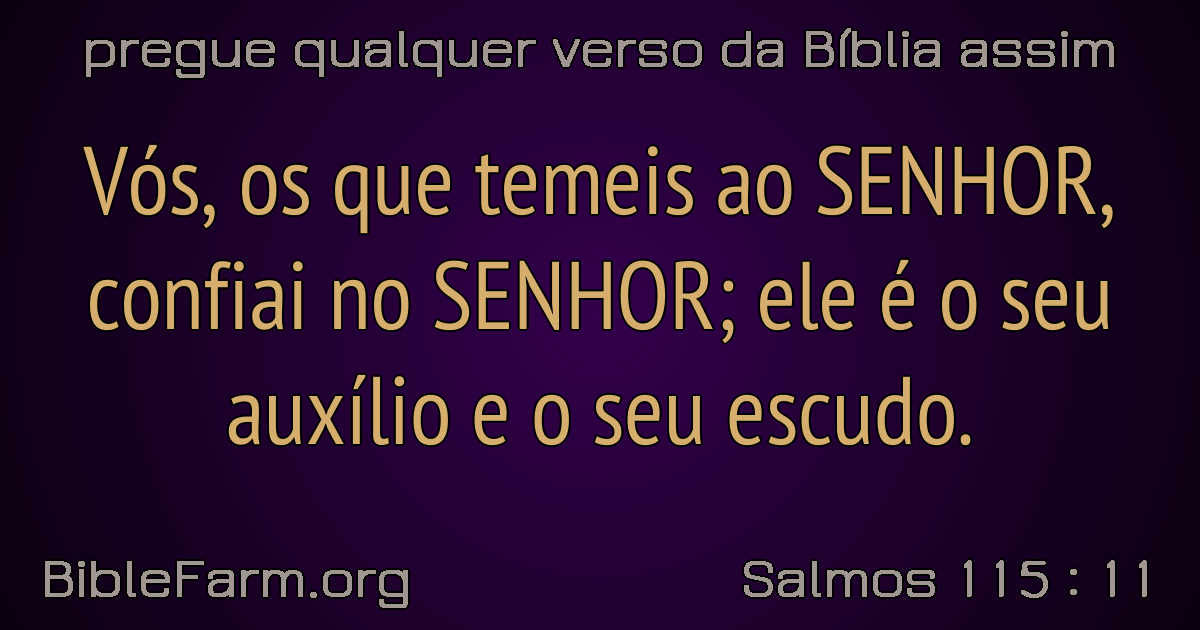 pregue qualquer verso da Bíblia assim
Vós, os que temeis ao SENHOR,
confiai no SENHOR; ele é o seu
auxílio e o seu escudo.
BibleFarm.org
Salmos 115 : 11